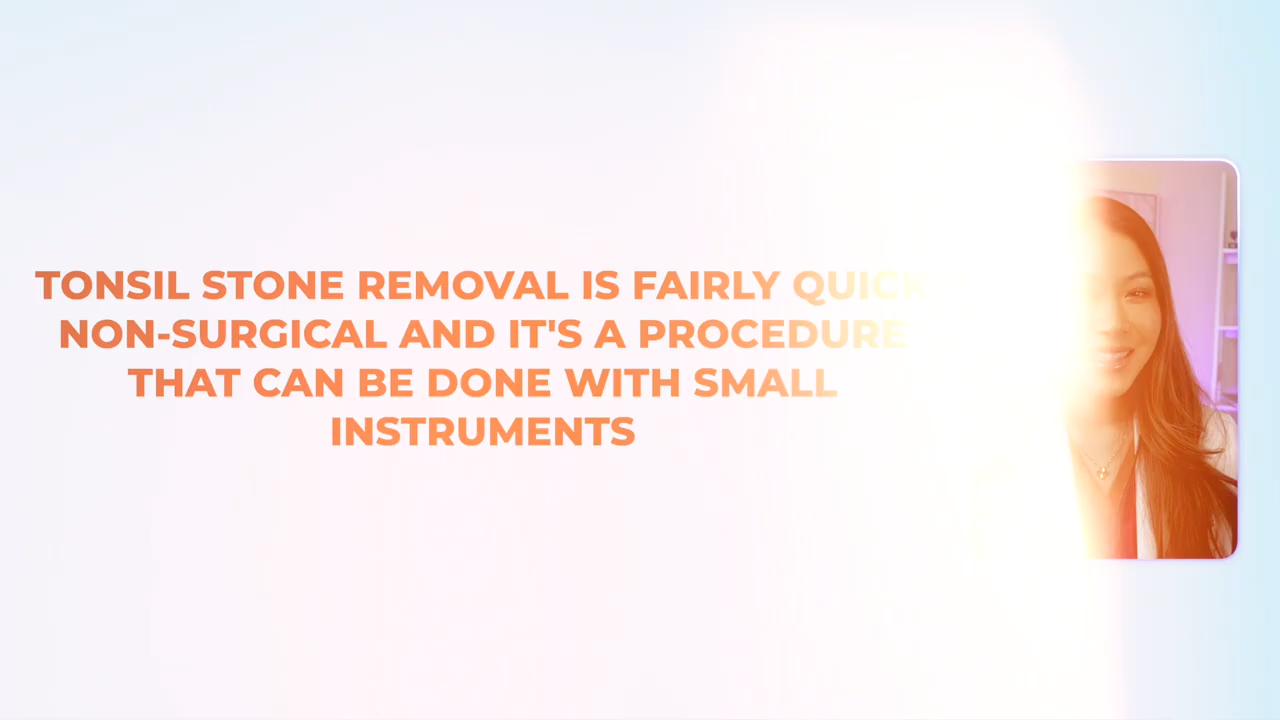 TONSIL STONE REMOVAL IS FAIRLY QUICK
NON-SURGICAL AND IT'S A PROCEDURE
THAT CAN BE DONE WITH SMALL
INSTRUMENTS